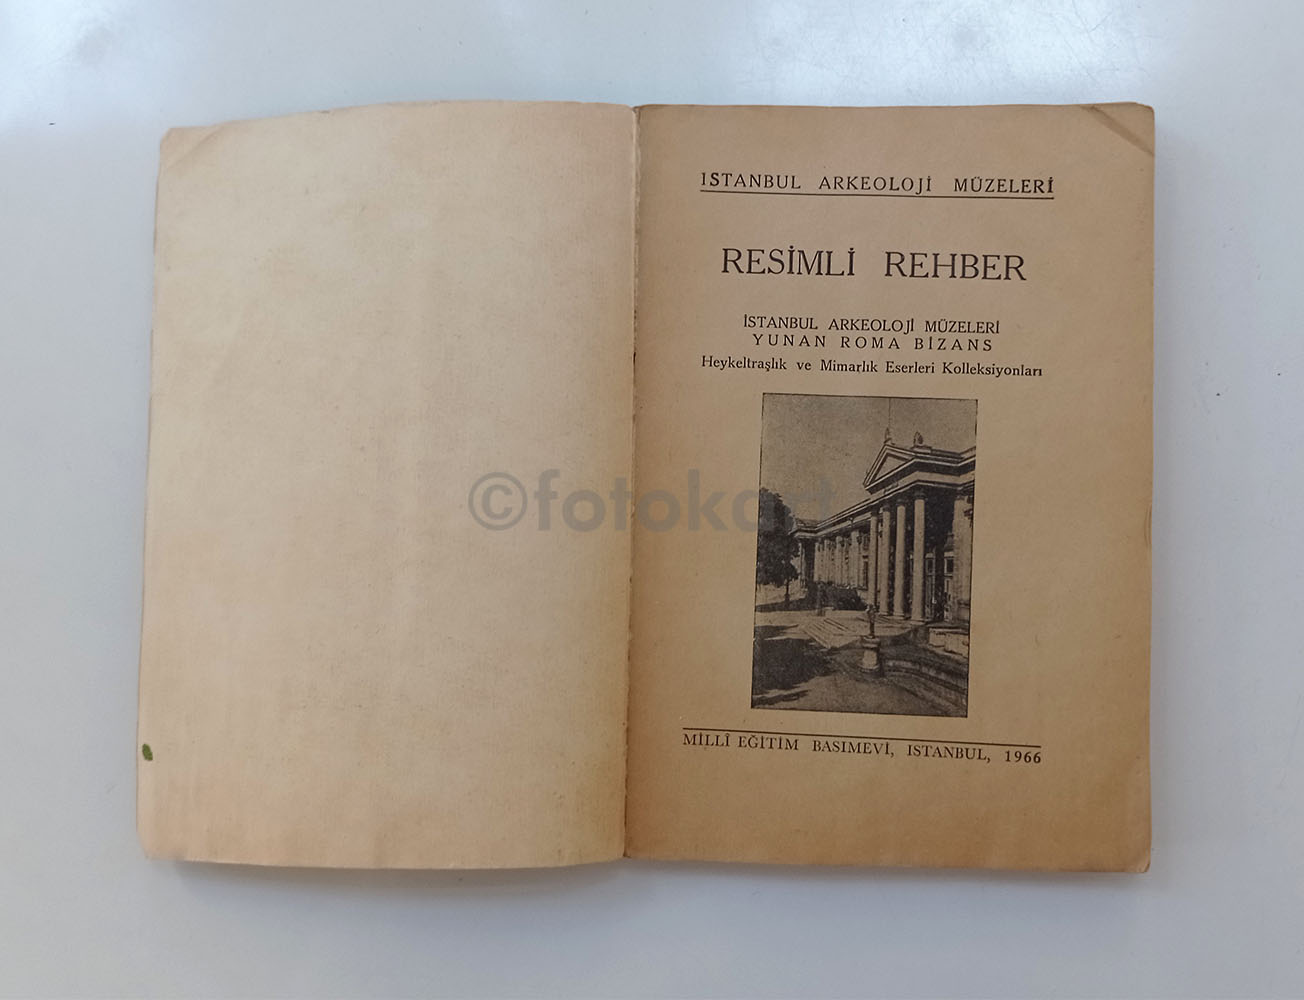 ISTANBUL ARKEOLOJİ MÜZELERİ
RESİMLİ REHBER
İSTANBUL ARKEOLOJİ MÜZELERİ
YUNAN ROMA BİZANS
Heykeltraşlık ve Mimarlık Eserleri Kolleksiyonları
©fotokart
MİLLÎ EĞİTİM BASIMEVİ, ISTANBUL, 1966